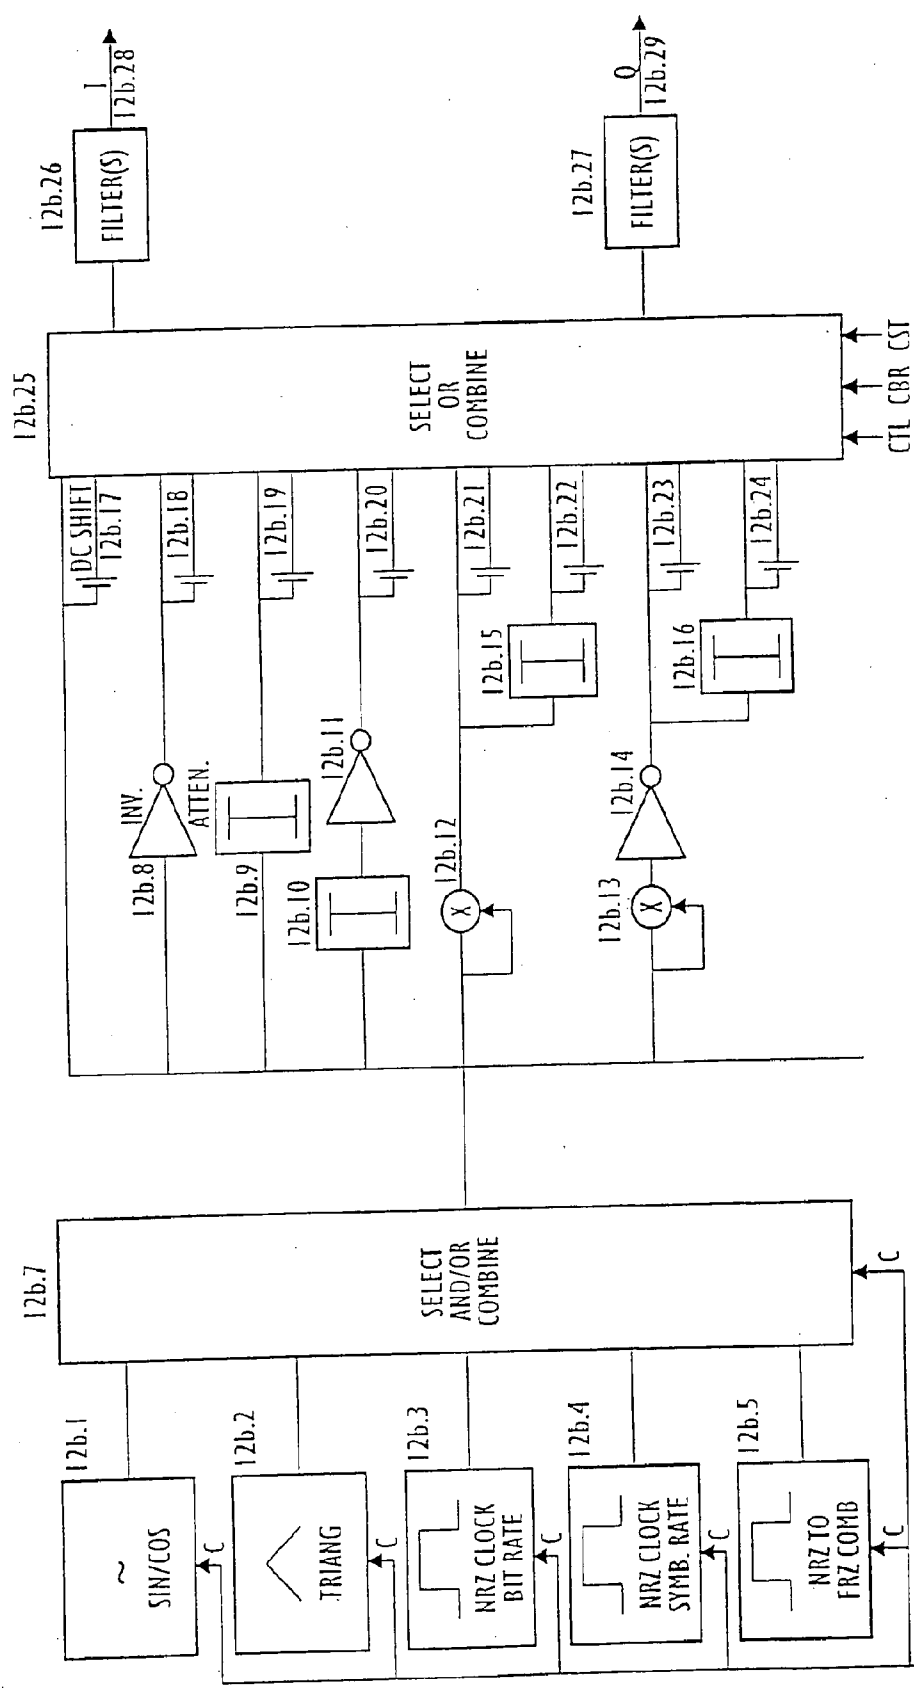 12b.1
~
SIN/COS
C
12b.2
TRIANG
C
12b.3
NRZ CLOCK
BIT RATE
C
12b.4
NRZ CLOCK
SYMB. RATE
C
12b.5
NRZ TO
FRZ COMB
C
12b.7
SELECT
AND/OR
COMBINE
C
12b.8
INV.
ATTEN.
12b.9
12b.10
12b.11
12b.12
X
12b.13
X
12b.14
12b.15
12b.16
DC SHIFT
12b.17
12b.18
12b.19
12b.20
12b.21
12b.22
12b.23
12b.24
12b.25
SELECT
OR
COMBINE
CTL CBR CST
12b.26
FILTER(S)
I
12b.28
12b.27
FILTER(S)
Q
12b.29